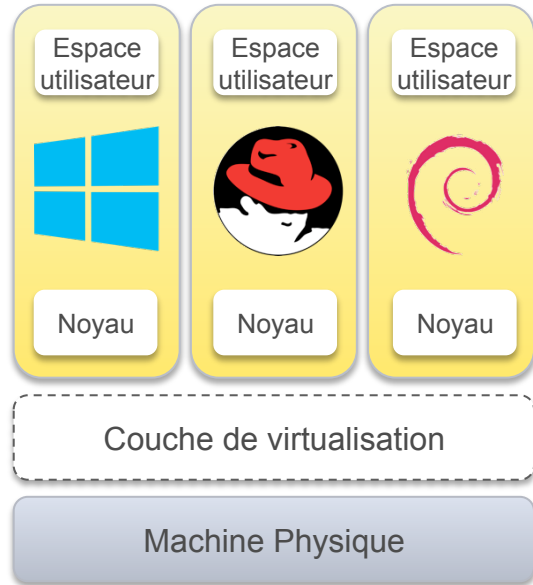 Espace
utilisateur
Espace
utilisateur
Espace
utilisateur
Noyau
Noyau
Noyau
Couche de virtualisation
Machine Physique